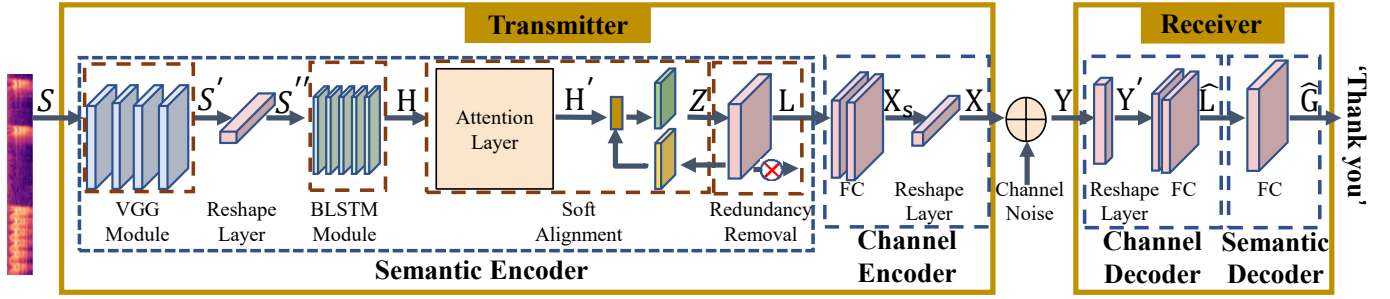 Transmitter
Receiver
S
S′
S′′
H
H′
Z
L
X_s
X
Y
Y′
L̂
Ĝ
'Thank you'
Attention
Layer
VGG
Module
Reshape
Layer
BLSTM
Module
Soft
Alignment
Redundancy
Removal
FC
Reshape
Layer
Channel
Noise
Reshape
Layer
FC
FC
Semantic Encoder
Channel
Encoder
Channel
Decoder
Semantic
Decoder